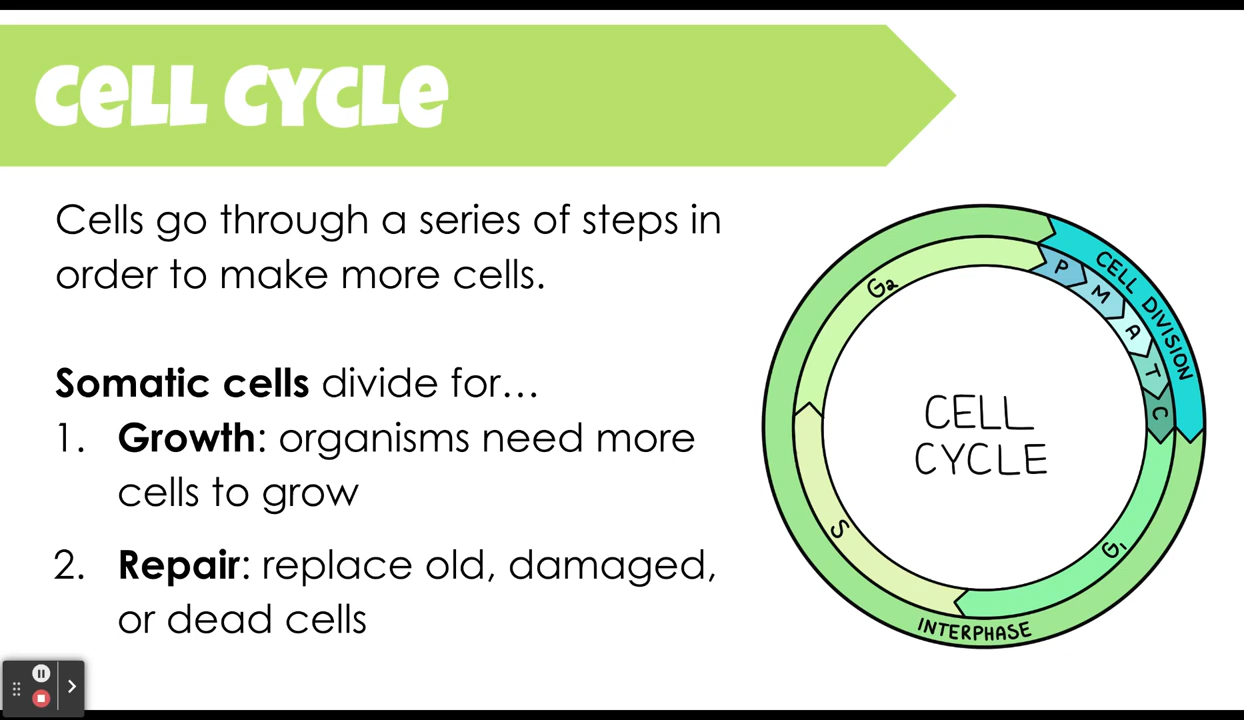 Cell Cycle
Cells go through a series of steps in
order to make more cells.
Somatic cells divide for...
1. Growth: organisms need more
cells to grow
2. Repair: replace old, damaged,
or dead cells
CELL DIVISION
P
M
A
T
C
G₂
CELL
CYCLE
S
G₁
INTERPHASE